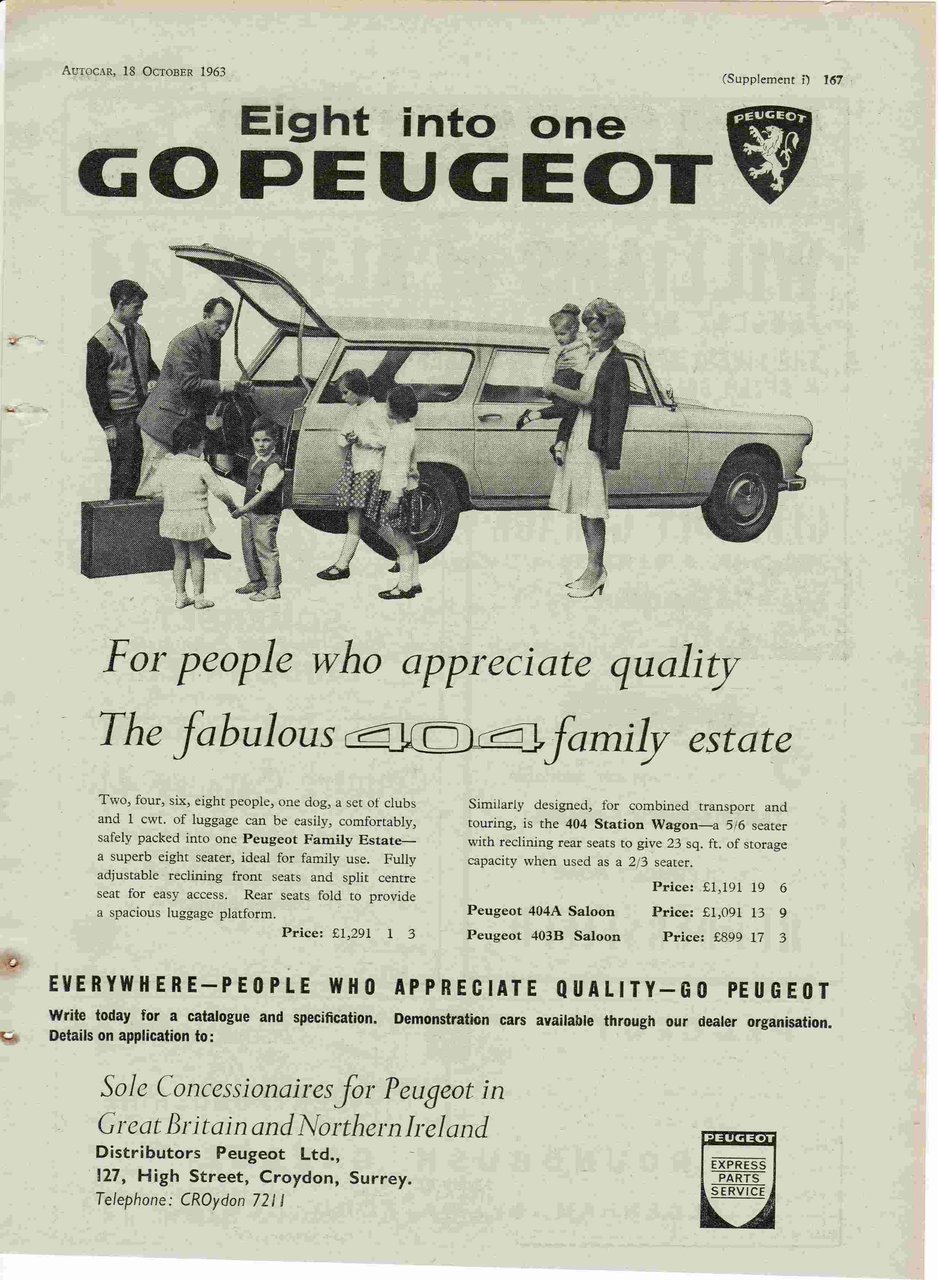 AUTOCAR, 18 OCTOBER 1963
(Supplement i) 167
Eight into one
GO PEUGEOT
PEUGEOT
For people who appreciate quality
The fabulous 404 family estate
Two, four, six, eight people, one dog, a set of clubs
and 1 cwt. of luggage can be easily, comfortably,
safely packed into one Peugeot Family Estate—
a superb eight seater, ideal for family use. Fully
adjustable reclining front seats and split centre
seat for easy access. Rear seats fold to provide
a spacious luggage platform.
Price: £1,291 1 3
Similarly designed, for combined transport and
touring, is the 404 Station Wagon—a 5/6 seater
with reclining rear seats to give 23 sq. ft. of storage
capacity when used as a 2/3 seater.
Price: £1,191 19 6
Peugeot 404A Saloon Price: £1,091 13 9
Peugeot 403B Saloon Price: £899 17 3
EVERYWHERE—PEOPLE WHO APPRECIATE QUALITY—GO PEUGEOT
Write today for a catalogue and specification. Demonstration cars available through our dealer organisation.
Details on application to:
Sole Concessionaires for Peugeot in
Great Britain and Northern Ireland
Distributors Peugeot Ltd.,
127, High Street, Croydon, Surrey.
Telephone: CROydon 7211
PEUGEOT
EXPRESS
PARTS
SERVICE